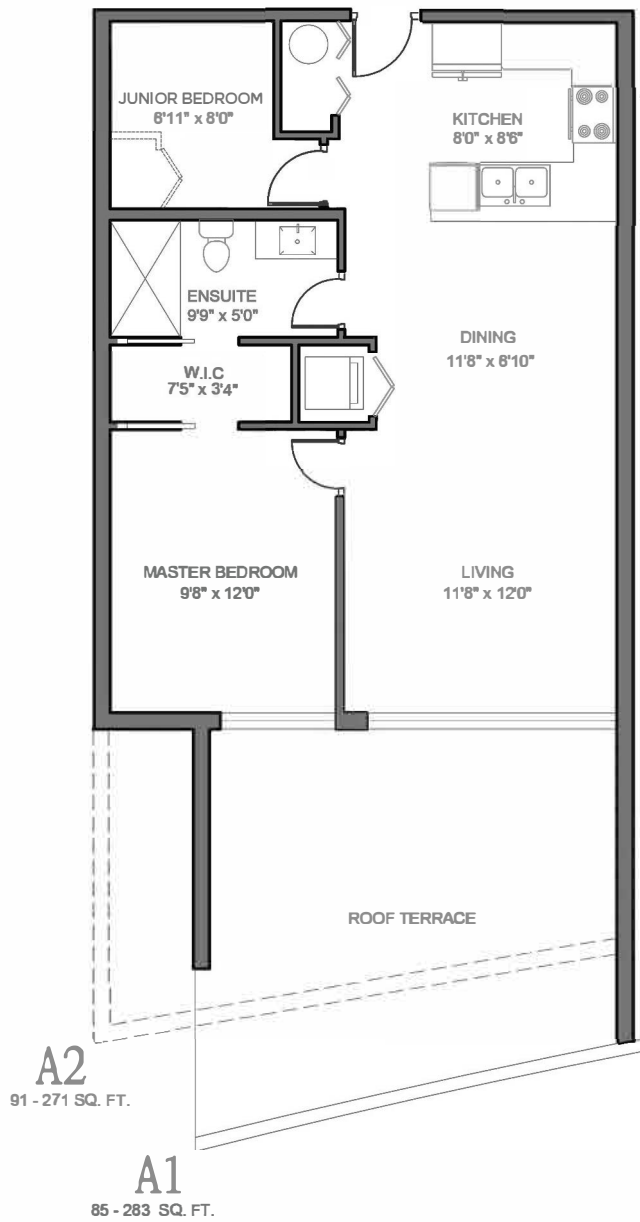 JUNIOR BEDROOM
6'11" x 8'0"
KITCHEN
8'0" x 8'6"
ENSUITE
9'9" x 5'0"
DINING
11'8" x 6'10"
W.I.C
7'5" x 3'4"
MASTER BEDROOM
9'8" x 12'0"
LIVING
11'8" x 12'0"
ROOF TERRACE
A2
91 - 271 SQ. FT.
A1
85 - 283 SQ. FT.